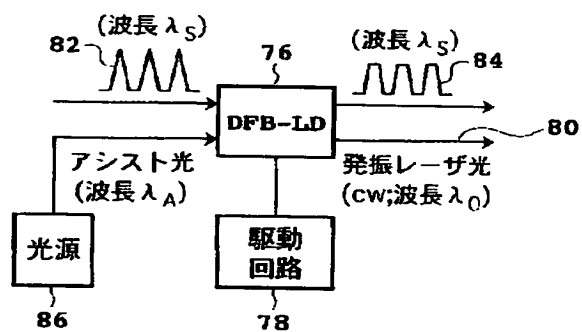 (波長λS)
(波長λS)
82
76
84
DFB-LD
80
アシスト光
(波長λA)
発振レーザ光
(CW;波長λO)
光源
駆動
回路
86
78